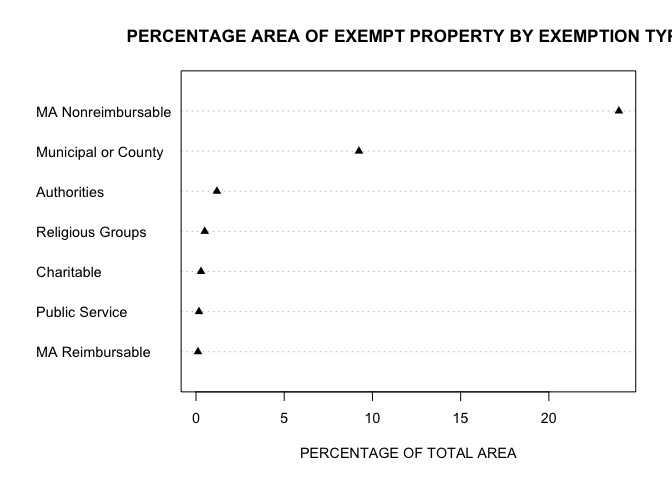 PERCENTAGE AREA OF EXEMPT PROPERTY BY EXEMPTION TYP
MA Nonreimbursable
Municipal or County
Authorities
Religious Groups
Charitable
Public Service
MA Reimbursable
0 5 10 15 20
PERCENTAGE OF TOTAL AREA